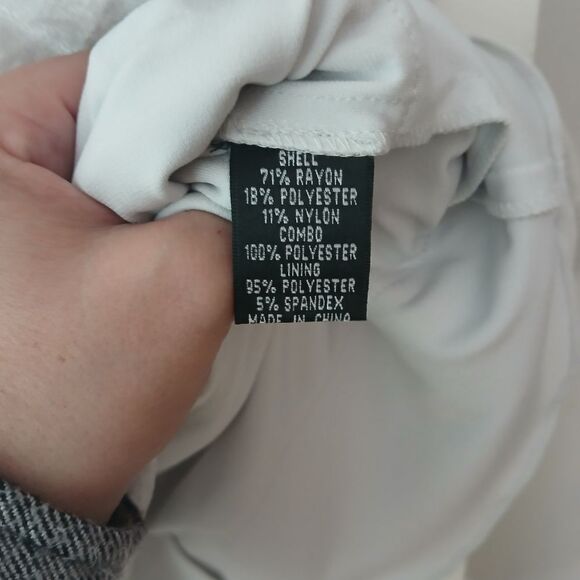 SHELL
71% RAYON
18% POLYESTER
11% NYLON
COMBO
100% POLYESTER
LINING
95% POLYESTER
5% SPANDEX
MADE IN CHINA